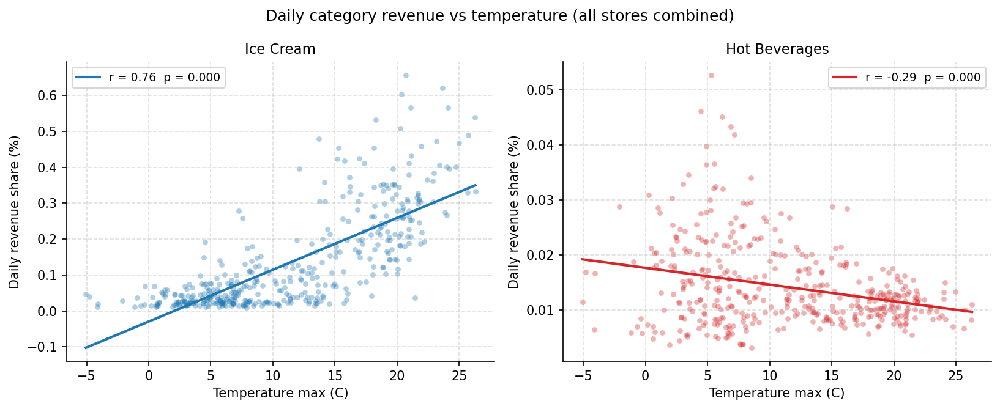 Daily category revenue vs temperature (all stores combined)
Ice Cream
r = 0.76  p = 0.000
Daily revenue share (%)
0.6
0.5
0.4
0.3
0.2
0.1
0.0
−0.1
−5 0 5 10 15 20 25
Temperature max (C)
Hot Beverages
r = -0.29  p = 0.000
Daily revenue share (%)
0.05
0.04
0.03
0.02
0.01
−5 0 5 10 15 20 25
Temperature max (C)